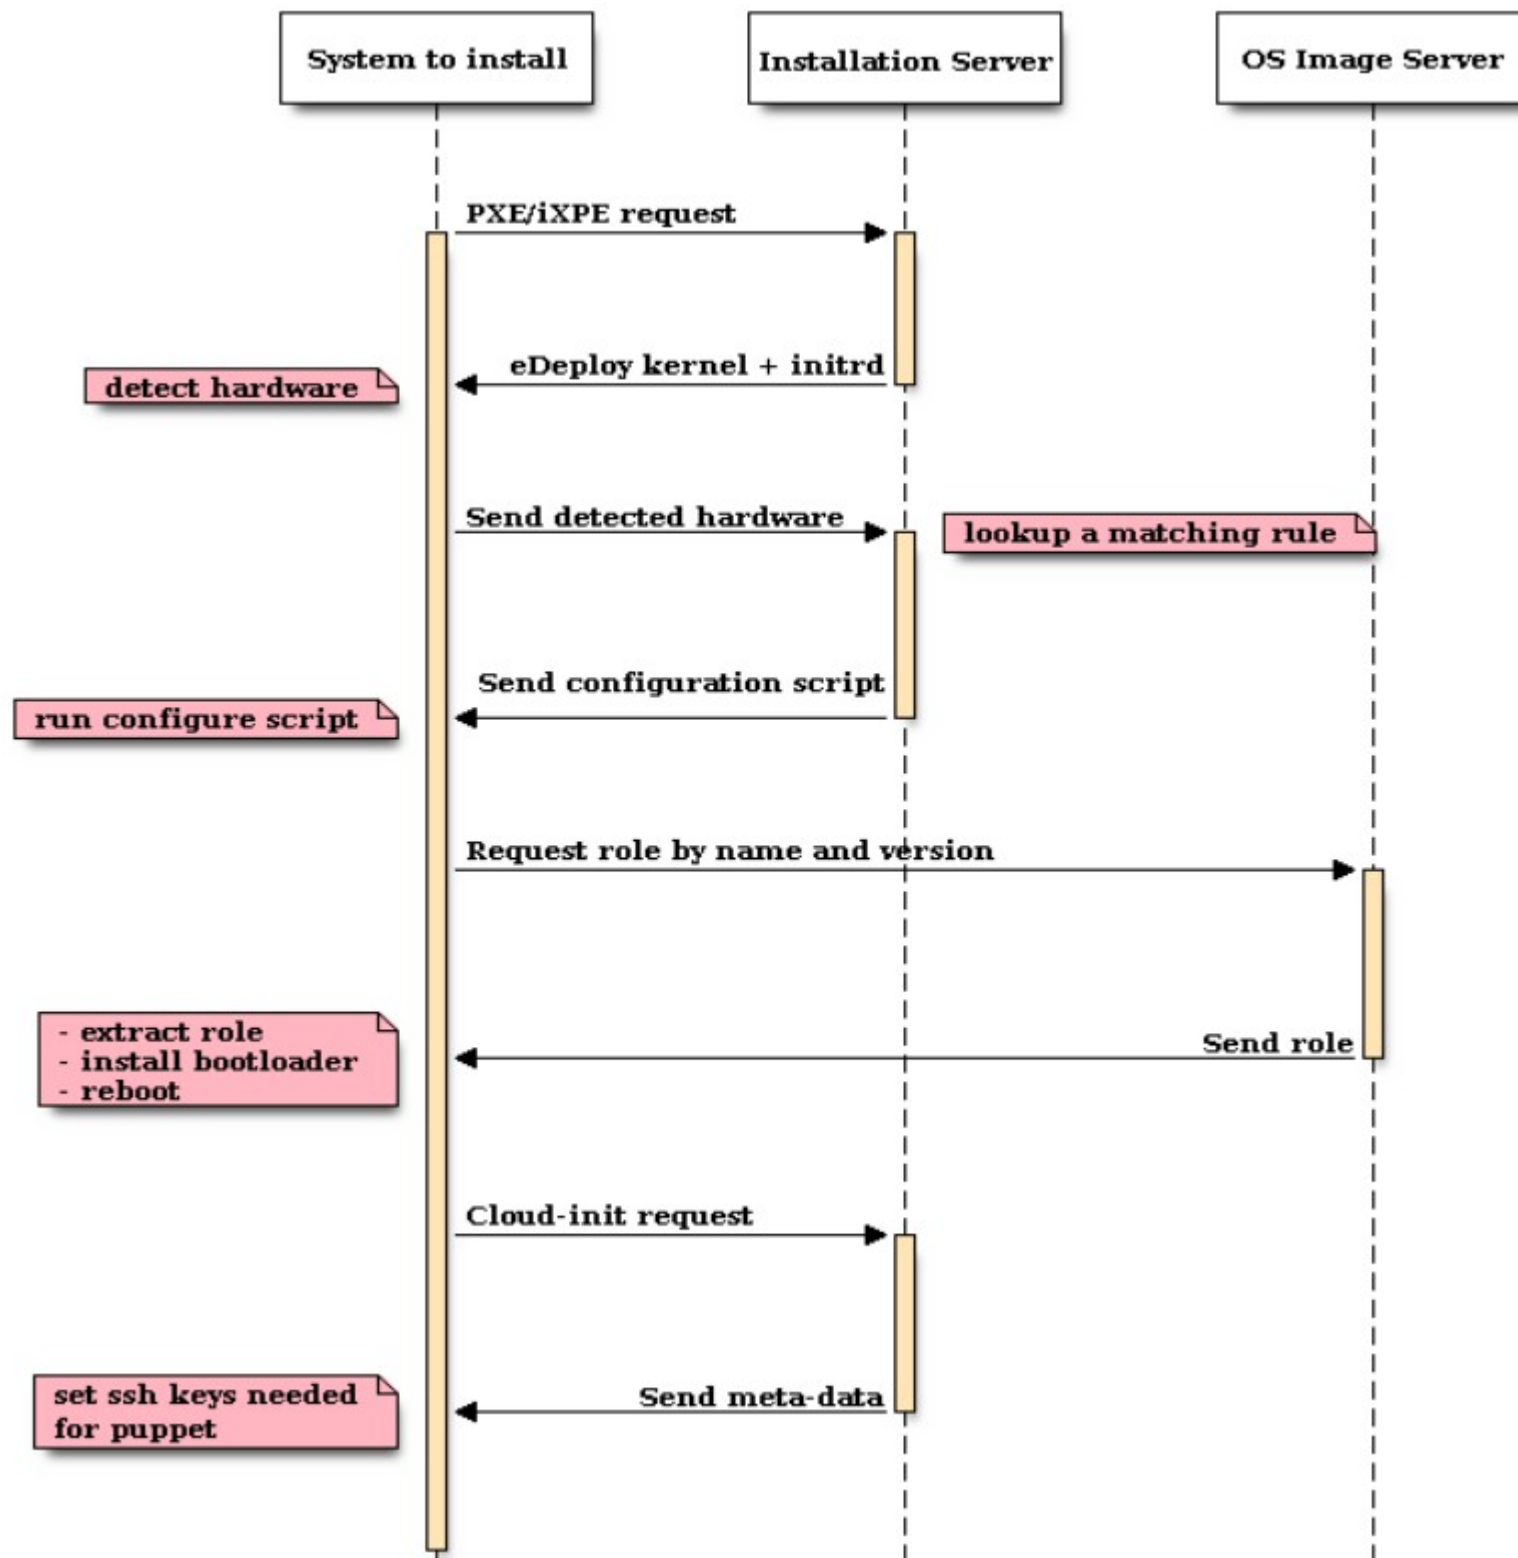 System to install
Installation Server
OS Image Server
PXE/iXPE request
eDeploy kernel + initrd
detect hardware
Send detected hardware
lookup a matching rule
Send configuration script
run configure script
Request role by name and version
Send role
- extract role
- install bootloader
- reboot
Cloud-init request
Send meta-data
set ssh keys needed
for puppet